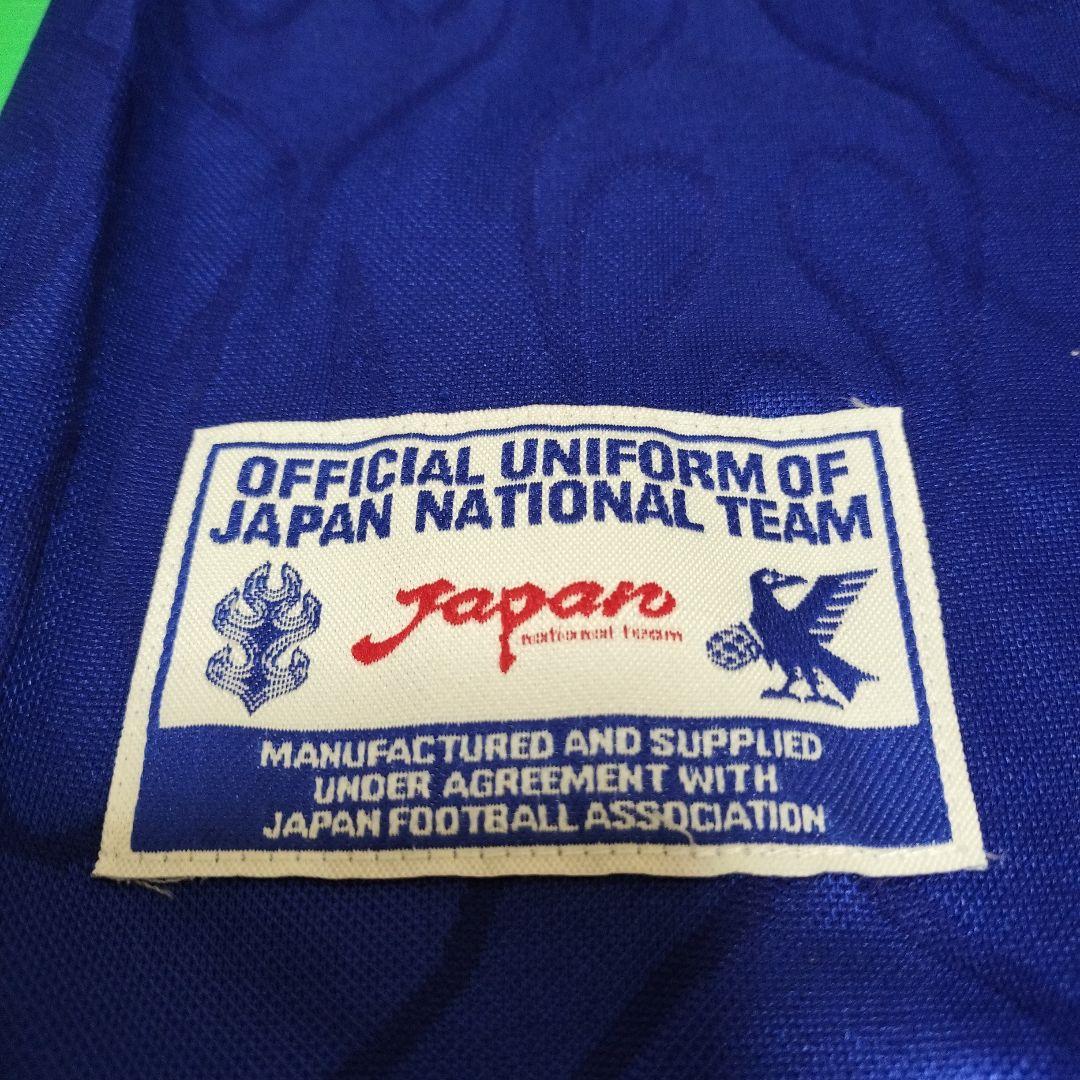 OFFICIAL UNIFORM OF
JAPAN NATIONAL TEAM
Japan
national team
MANUFACTURED AND SUPPLIED
UNDER AGREEMENT WITH
JAPAN FOOTBALL ASSOCIATION